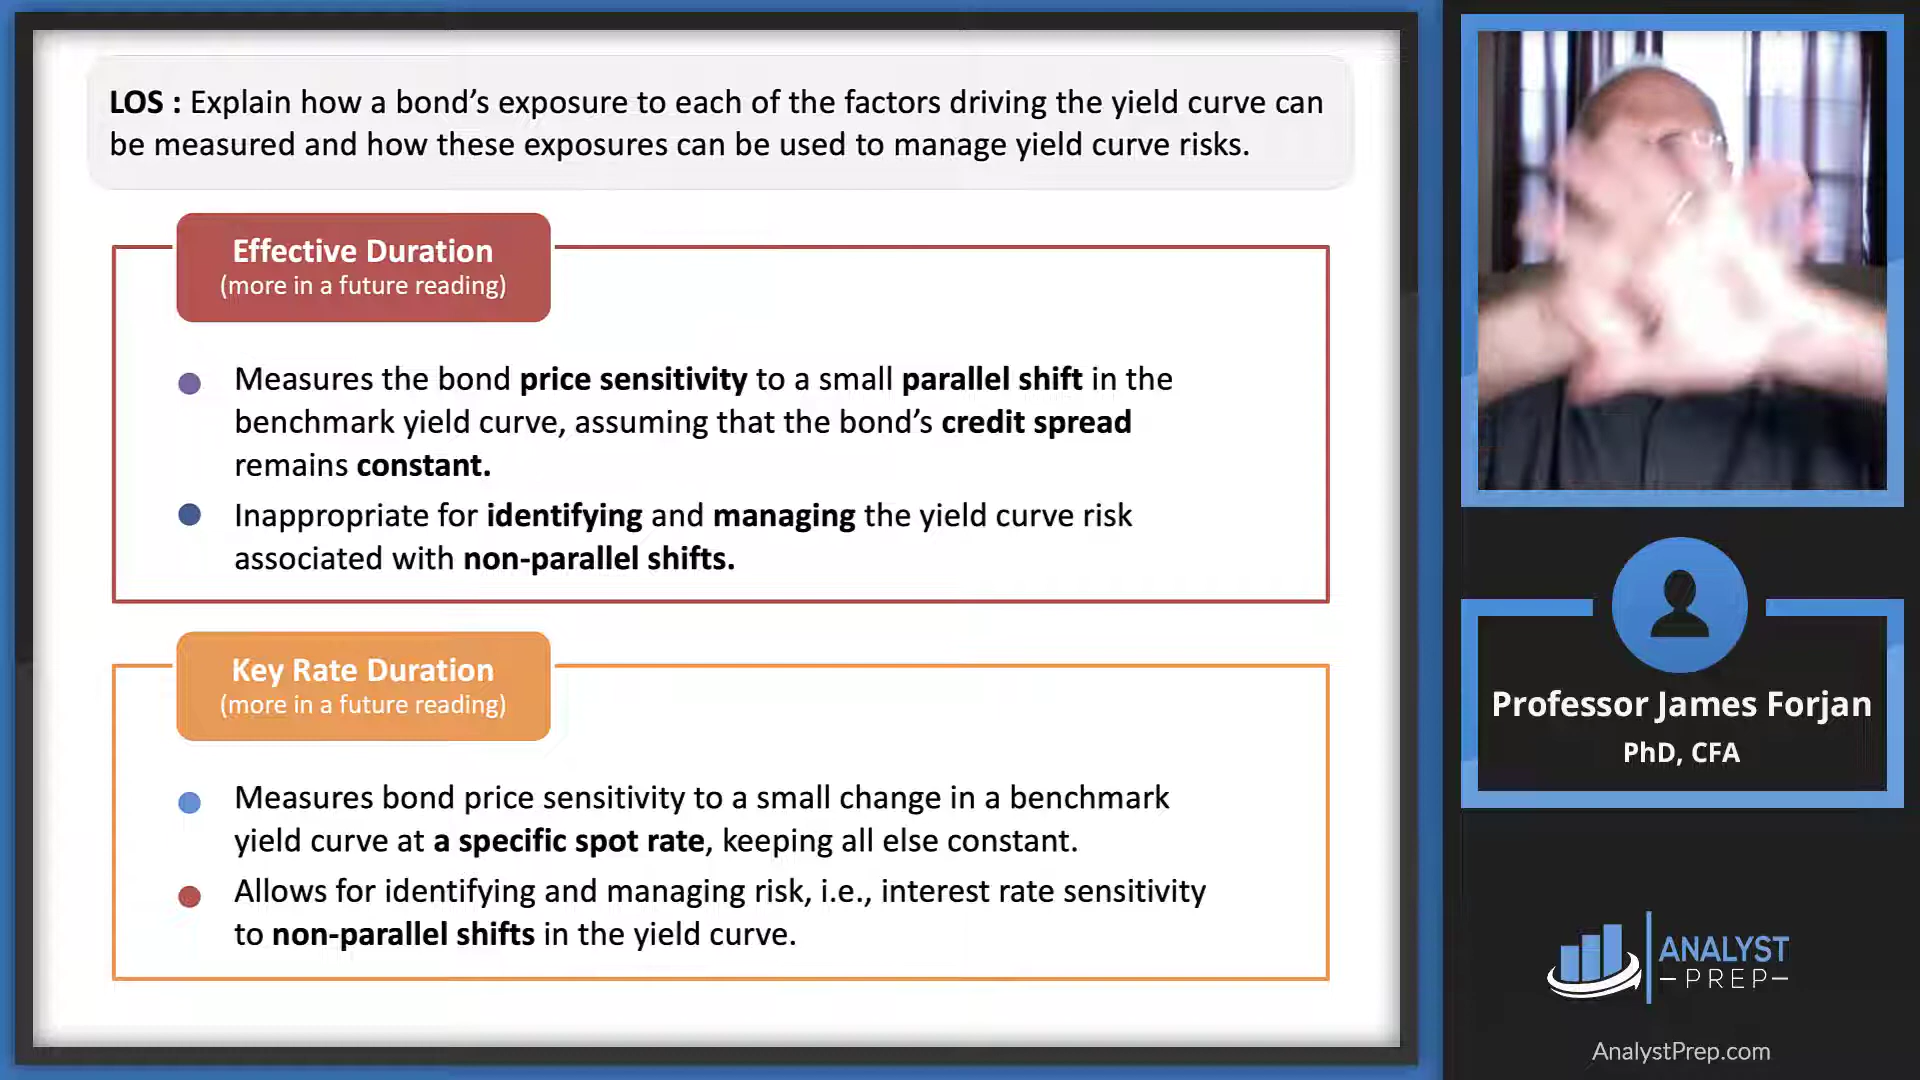 LOS : Explain how a bond’s exposure to each of the factors driving the yield curve can
be measured and how these exposures can be used to manage yield curve risks.
Effective Duration
(more in a future reading)
Measures the bond price sensitivity to a small parallel shift in the
benchmark yield curve, assuming that the bond’s credit spread
remains constant.
Inappropriate for identifying and managing the yield curve risk
associated with non-parallel shifts.
Key Rate Duration
(more in a future reading)
Measures bond price sensitivity to a small change in a benchmark
yield curve at a specific spot rate, keeping all else constant.
Allows for identifying and managing risk, i.e., interest rate sensitivity
to non-parallel shifts in the yield curve.
Professor James Forjan
PhD, CFA
ANALYST
PREP
AnalystPrep.com